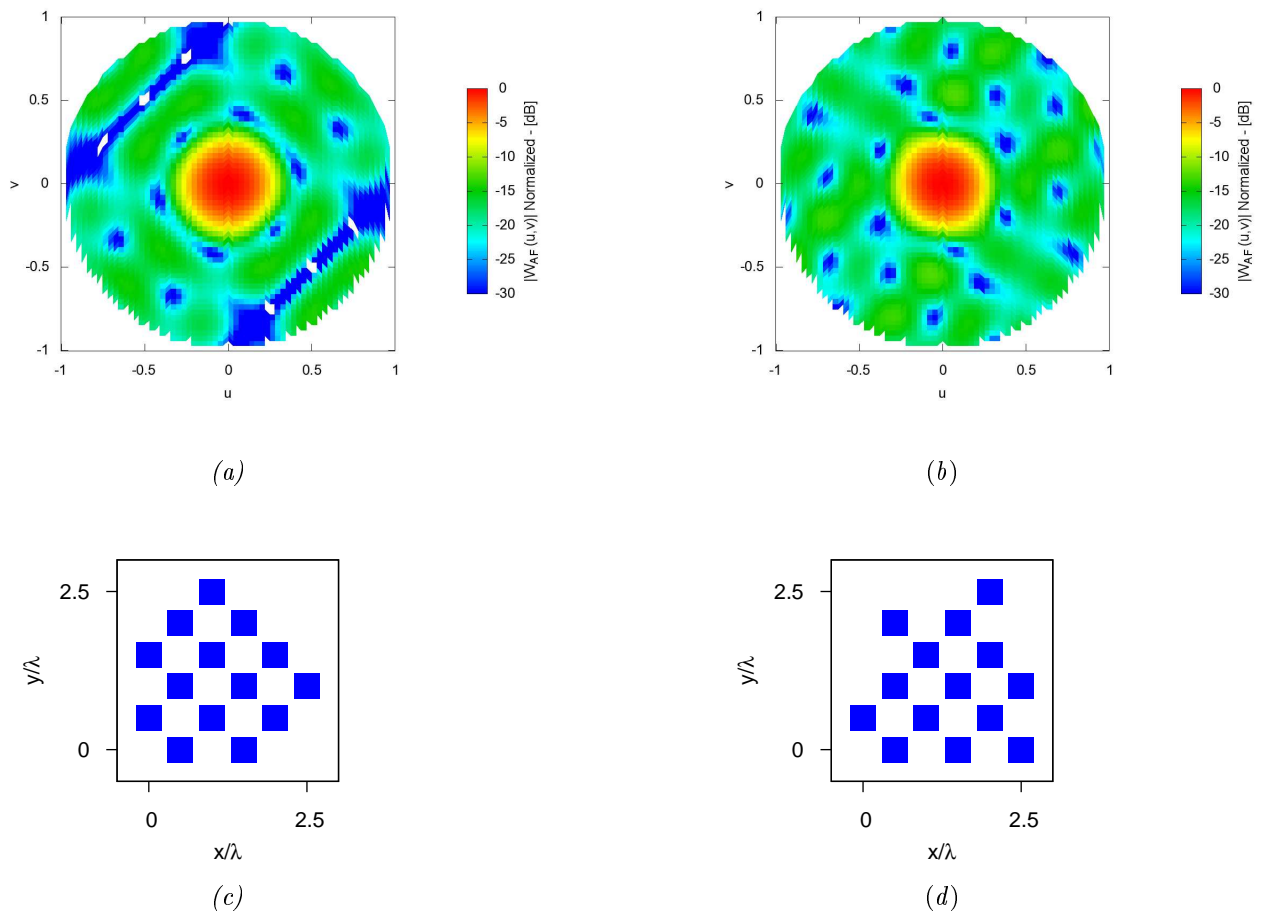 1
0.5
0
-0.5
-1
v
-1 -0.5 0 0.5 1
u
0
-5
-10
-15
-20
-25
-30
|W_AF (u,v)| Normalized - [dB]
(a)
1
0.5
0
-0.5
-1
v
-1 -0.5 0 0.5 1
u
0
-5
-10
-15
-20
-25
-30
|W_AF (u,v)| Normalized - [dB]
(b)
2.5
0
y/λ
0 2.5
x/λ
(c)
2.5
0
y/λ
0 2.5
x/λ
(d)